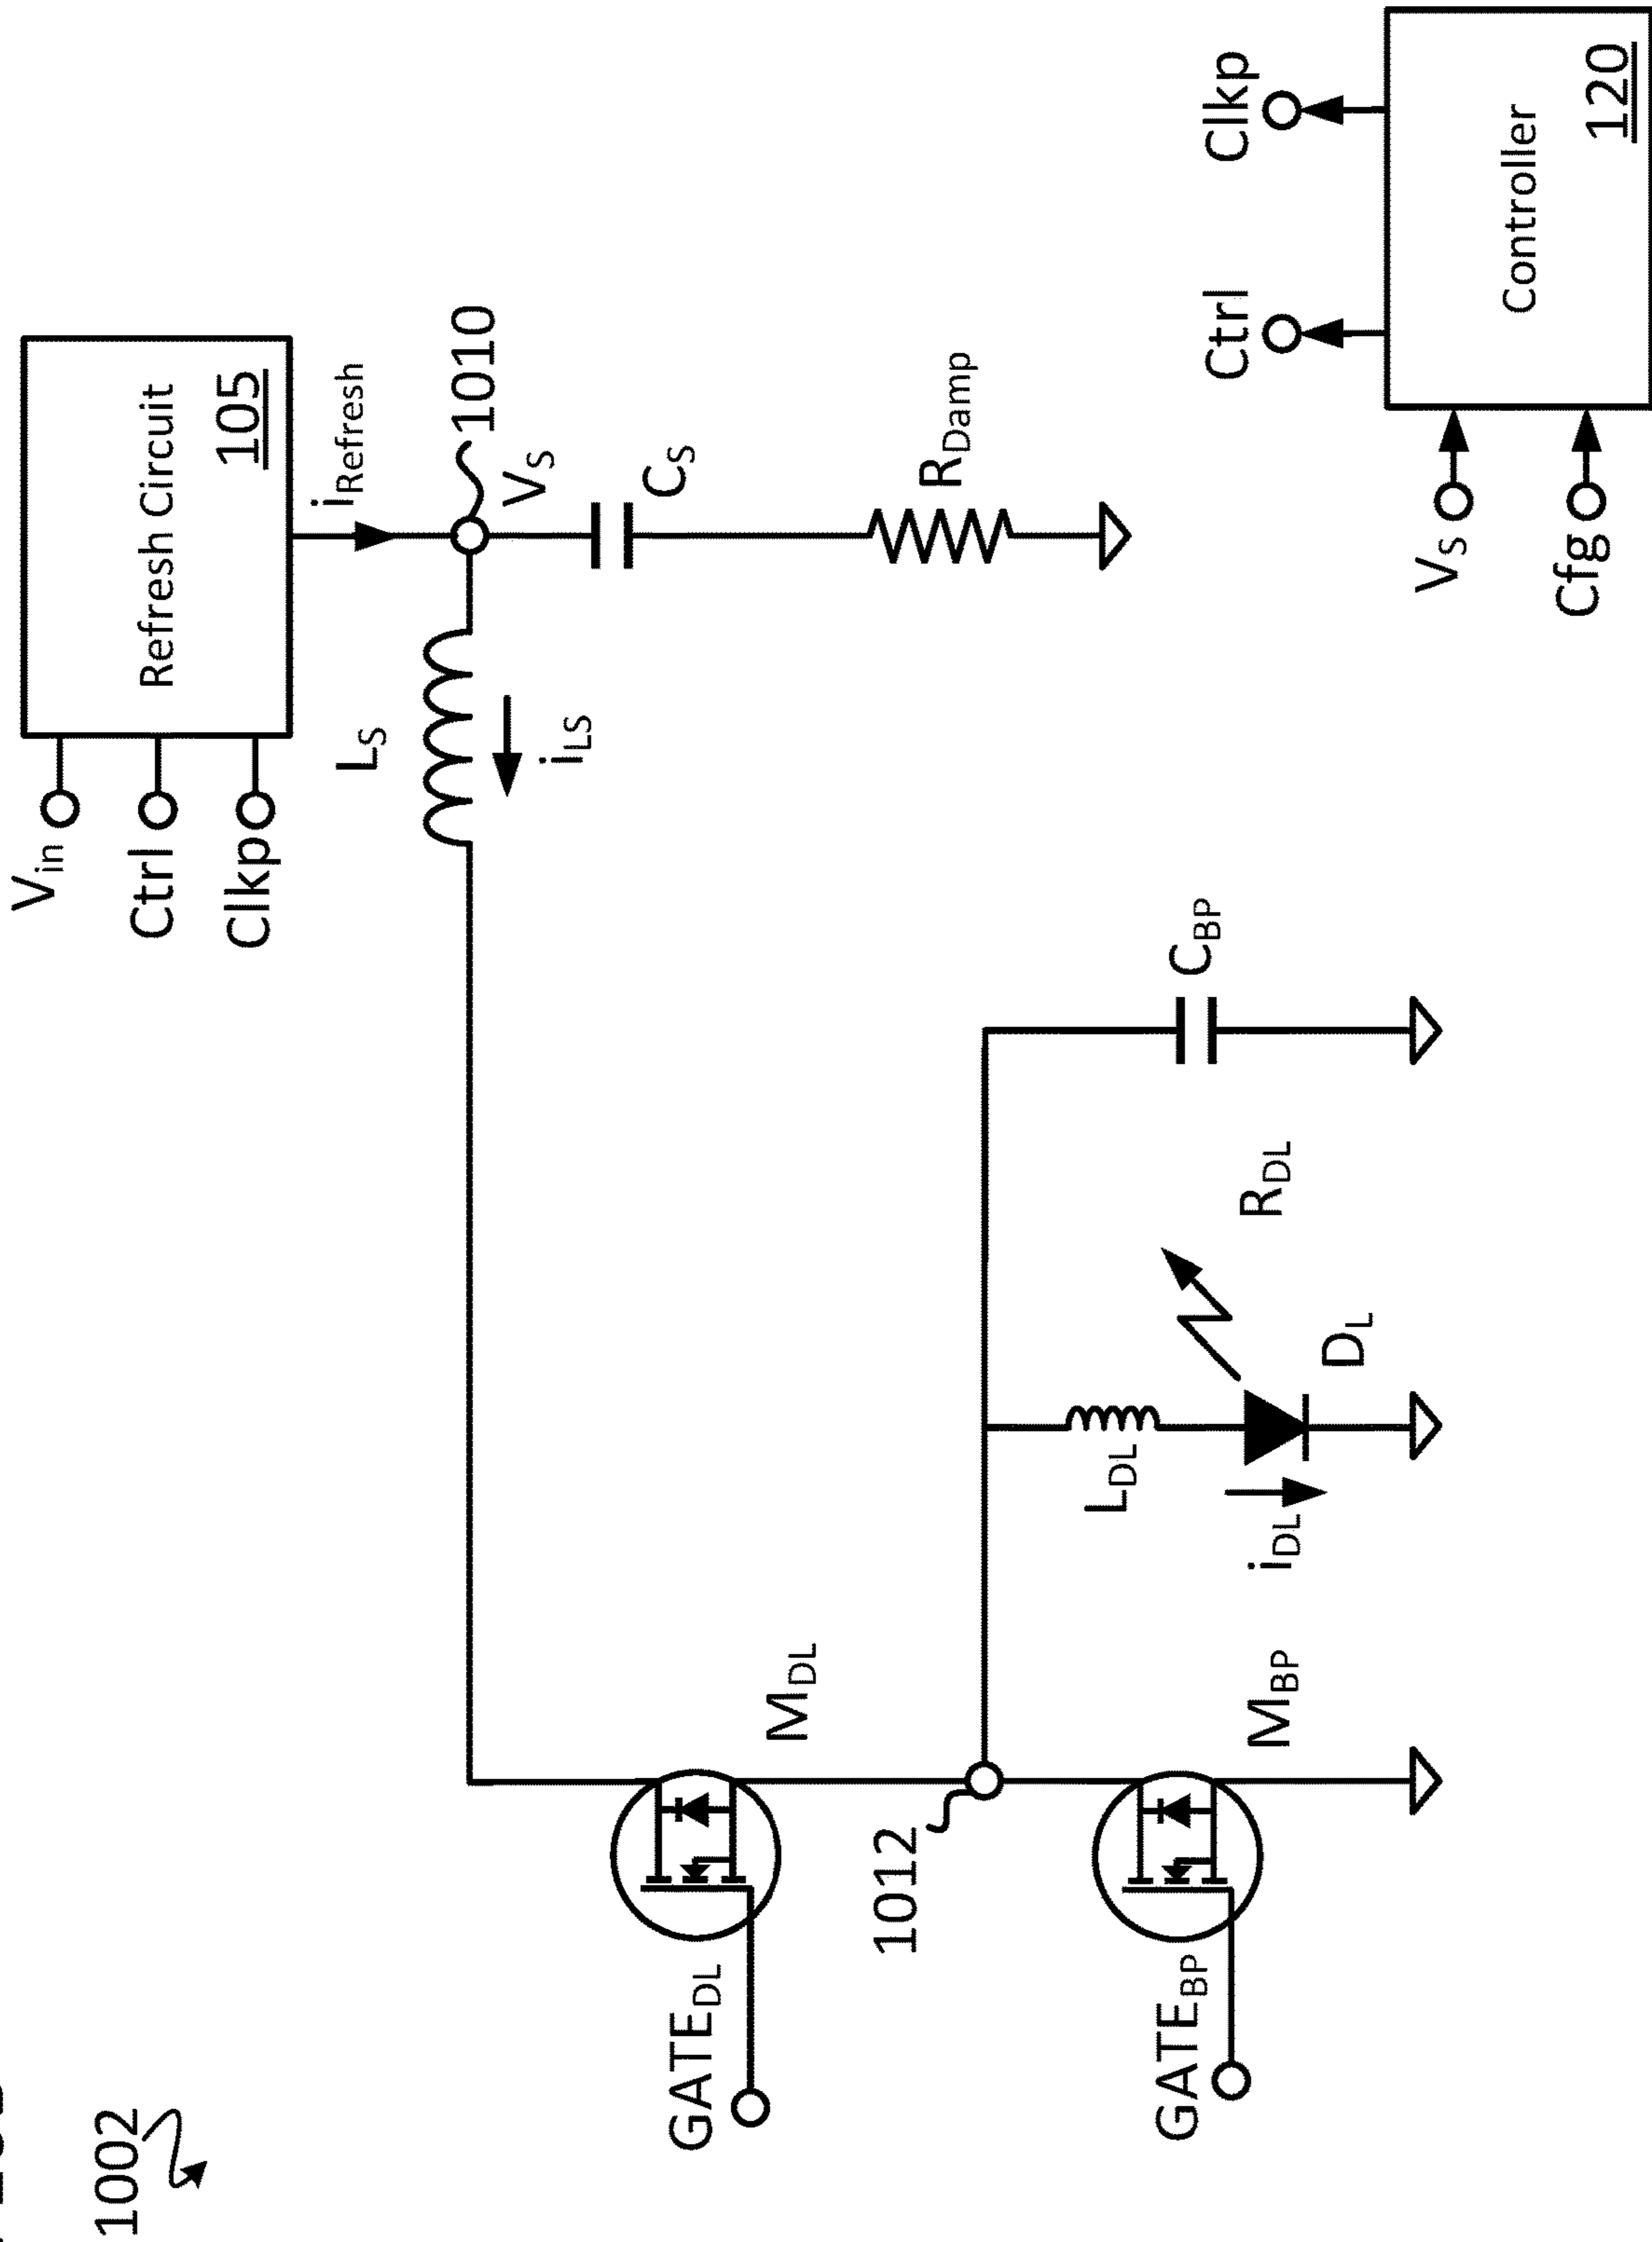 1002
V_in
Ctrl
Clkp
Refresh Circuit
105
i_Refresh
1010
V_S
L_S
i_LS
C_S
R_Damp
GATE_DL
M_DL
1012
GATE_BP
M_BP
L_DL
i_DL
D_L
R_DL
C_BP
Ctrl
Clkp
V_S
Cfg
Controller
120